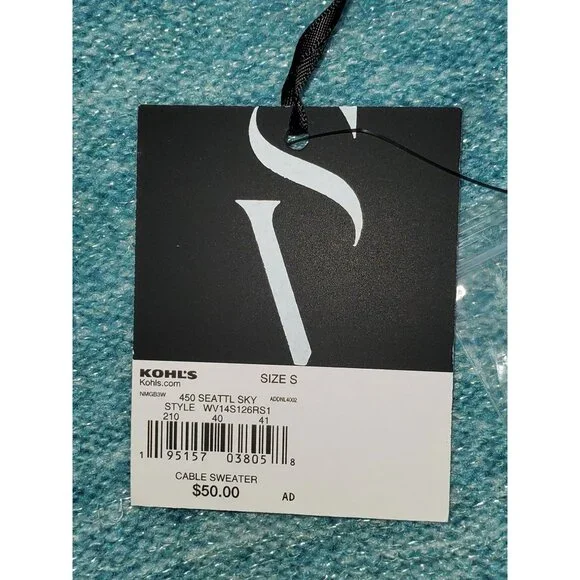 KOHL'S
SIZE S
Kohls.com
NMGB3W
450 SEATTL SKY
ADDNL4002
STYLE WV14S126RS1
210 40 41
1 95157 03805 8
CABLE SWEATER
$50.00
AD